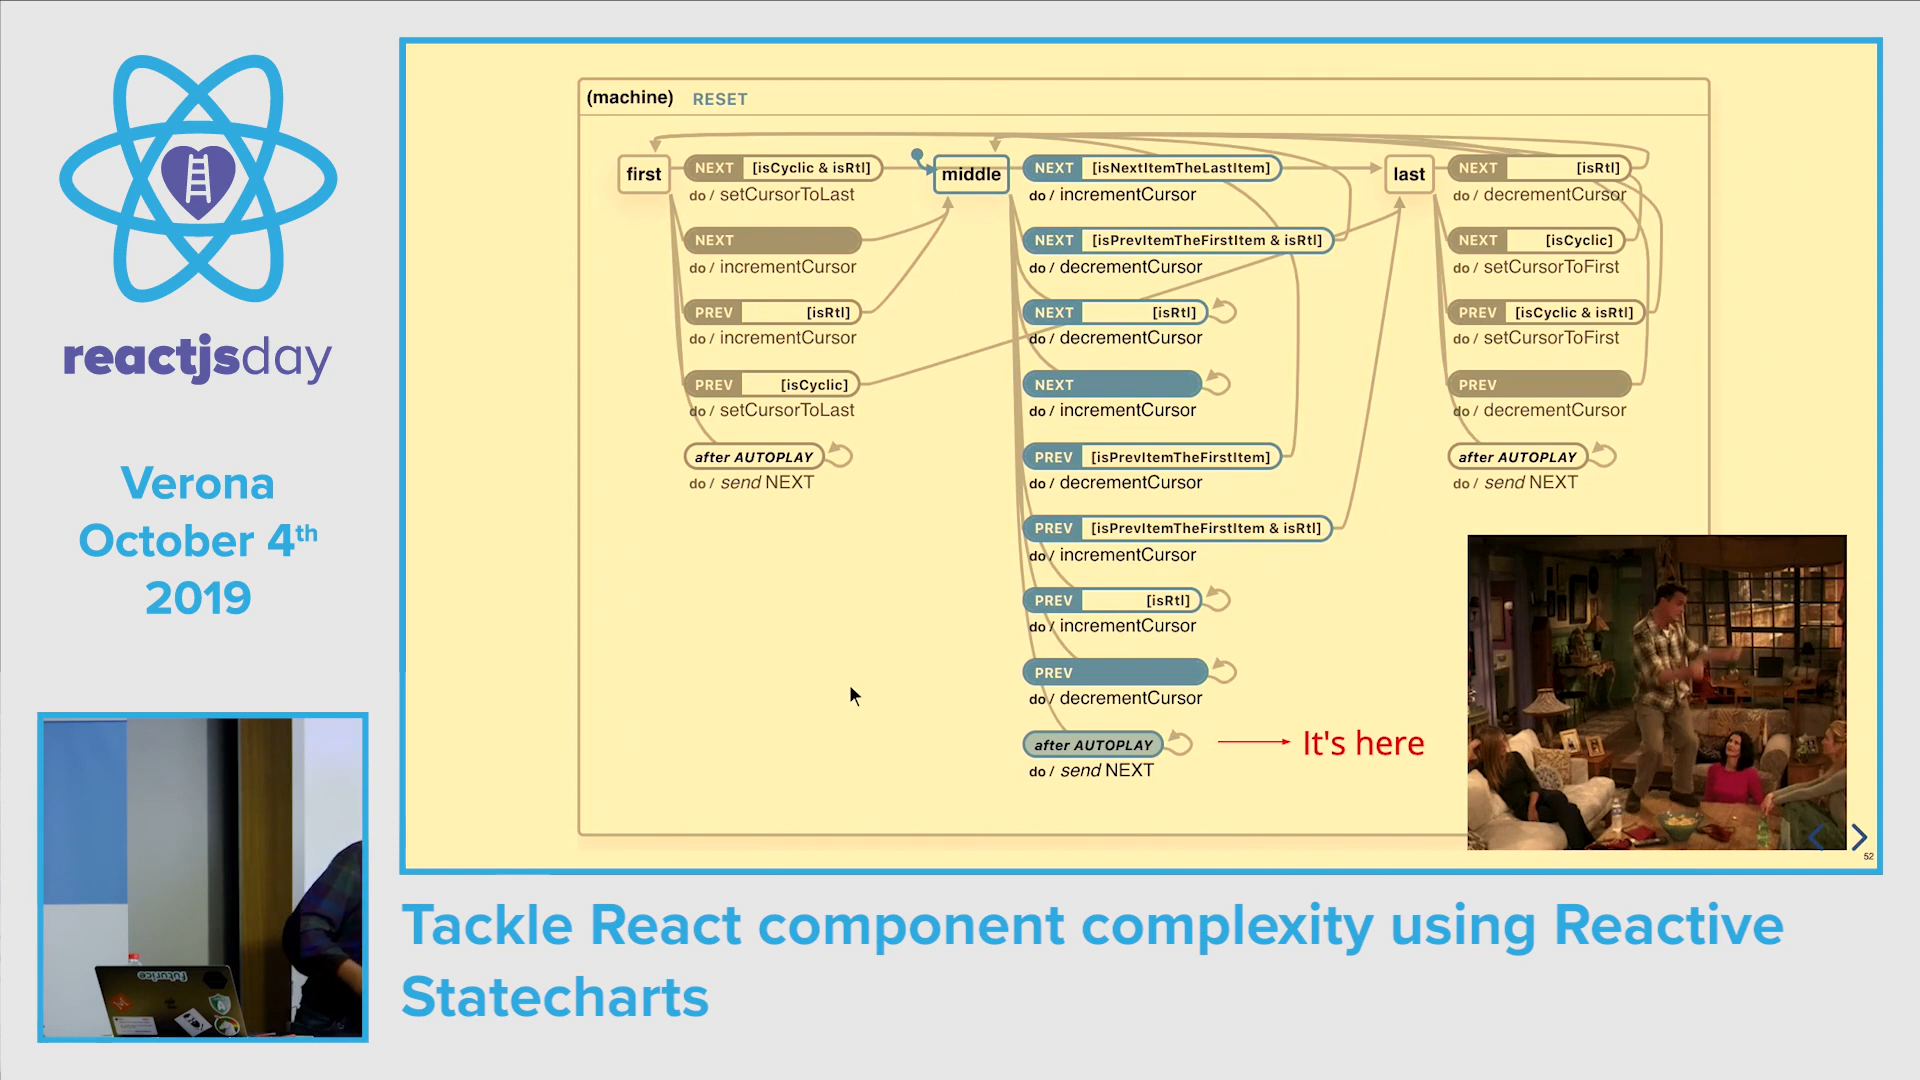 reactjsday
Verona
October 4th
2019
(machine) RESET
first
NEXT [isCyclic & isRtl]
do / setCursorToLast
NEXT
do / incrementCursor
PREV [isRtl]
do / incrementCursor
PREV [isCyclic]
do / setCursorToLast
after AUTOPLAY
do / send NEXT
middle
NEXT [isNextItemTheLastItem]
do / incrementCursor
NEXT [isPrevItemTheFirstItem & isRtl]
do / decrementCursor
NEXT [isRtl]
do / decrementCursor
NEXT
do / incrementCursor
PREV [isPrevItemTheFirstItem]
do / decrementCursor
PREV [isPrevItemTheFirstItem & isRtl]
do / incrementCursor
PREV [isRtl]
do / incrementCursor
PREV
do / decrementCursor
after AUTOPLAY
do / send NEXT
It's here
last
NEXT [isRtl]
do / decrementCursor
NEXT [isCyclic]
do / setCursorToFirst
PREV [isCyclic & isRtl]
do / setCursorToFirst
PREV
do / decrementCursor
after AUTOPLAY
do / send NEXT
52
futurice
Tackle React component complexity using Reactive
Statecharts